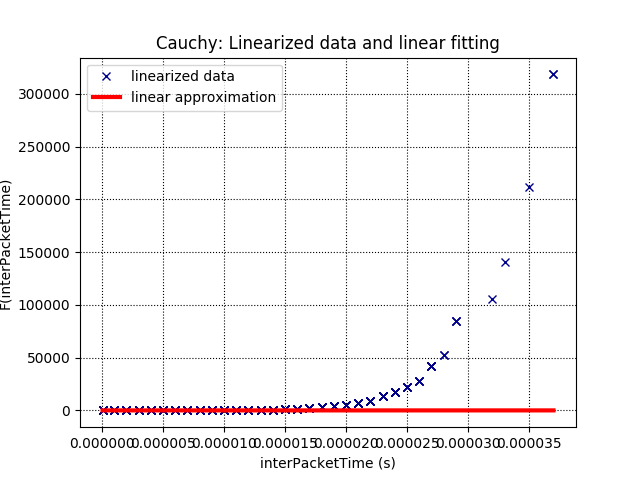 Cauchy: Linearized data and linear fitting
linearized data
linear approximation
300000
250000
200000
150000
100000
50000
0
F(interPacketTime)
0.000000 0.000005 0.000010 0.000015 0.000020 0.000025 0.000030 0.000035
interPacketTime (s)